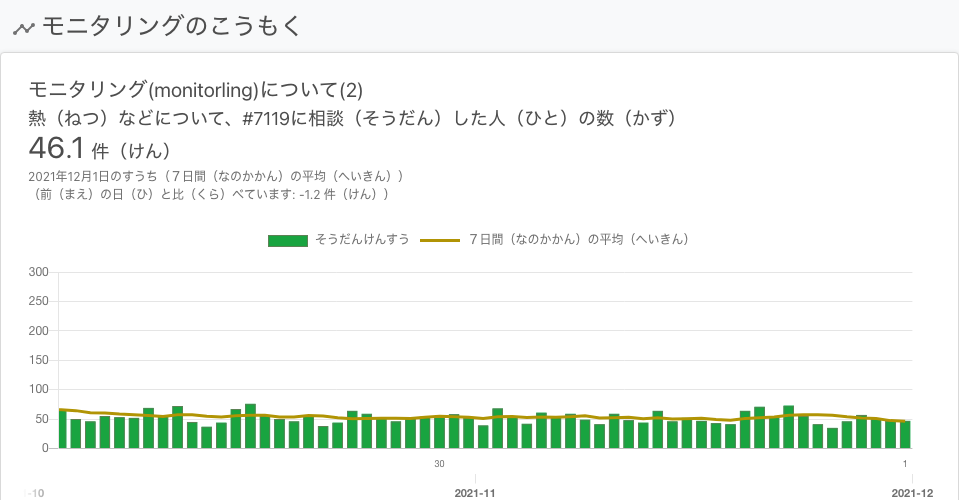 モニタリングのこうもく
モニタリング(monitorling)について(2)
熱（ねつ）などについて、#7119に相談（そうだん）した人（ひと）の数（かず）
46.1 件（けん）
2021年12月1日のすうち（７日間（なのかかん）の平均（へいきん））
（前（まえ）の日（ひ）と比（くら）べています: -1.2 件（けん））
そうだんけんすう ７日間（なのかかん）の平均（へいきん）
300
250
200
150
100
50
0
30 1
-10 2021-11 2021-12